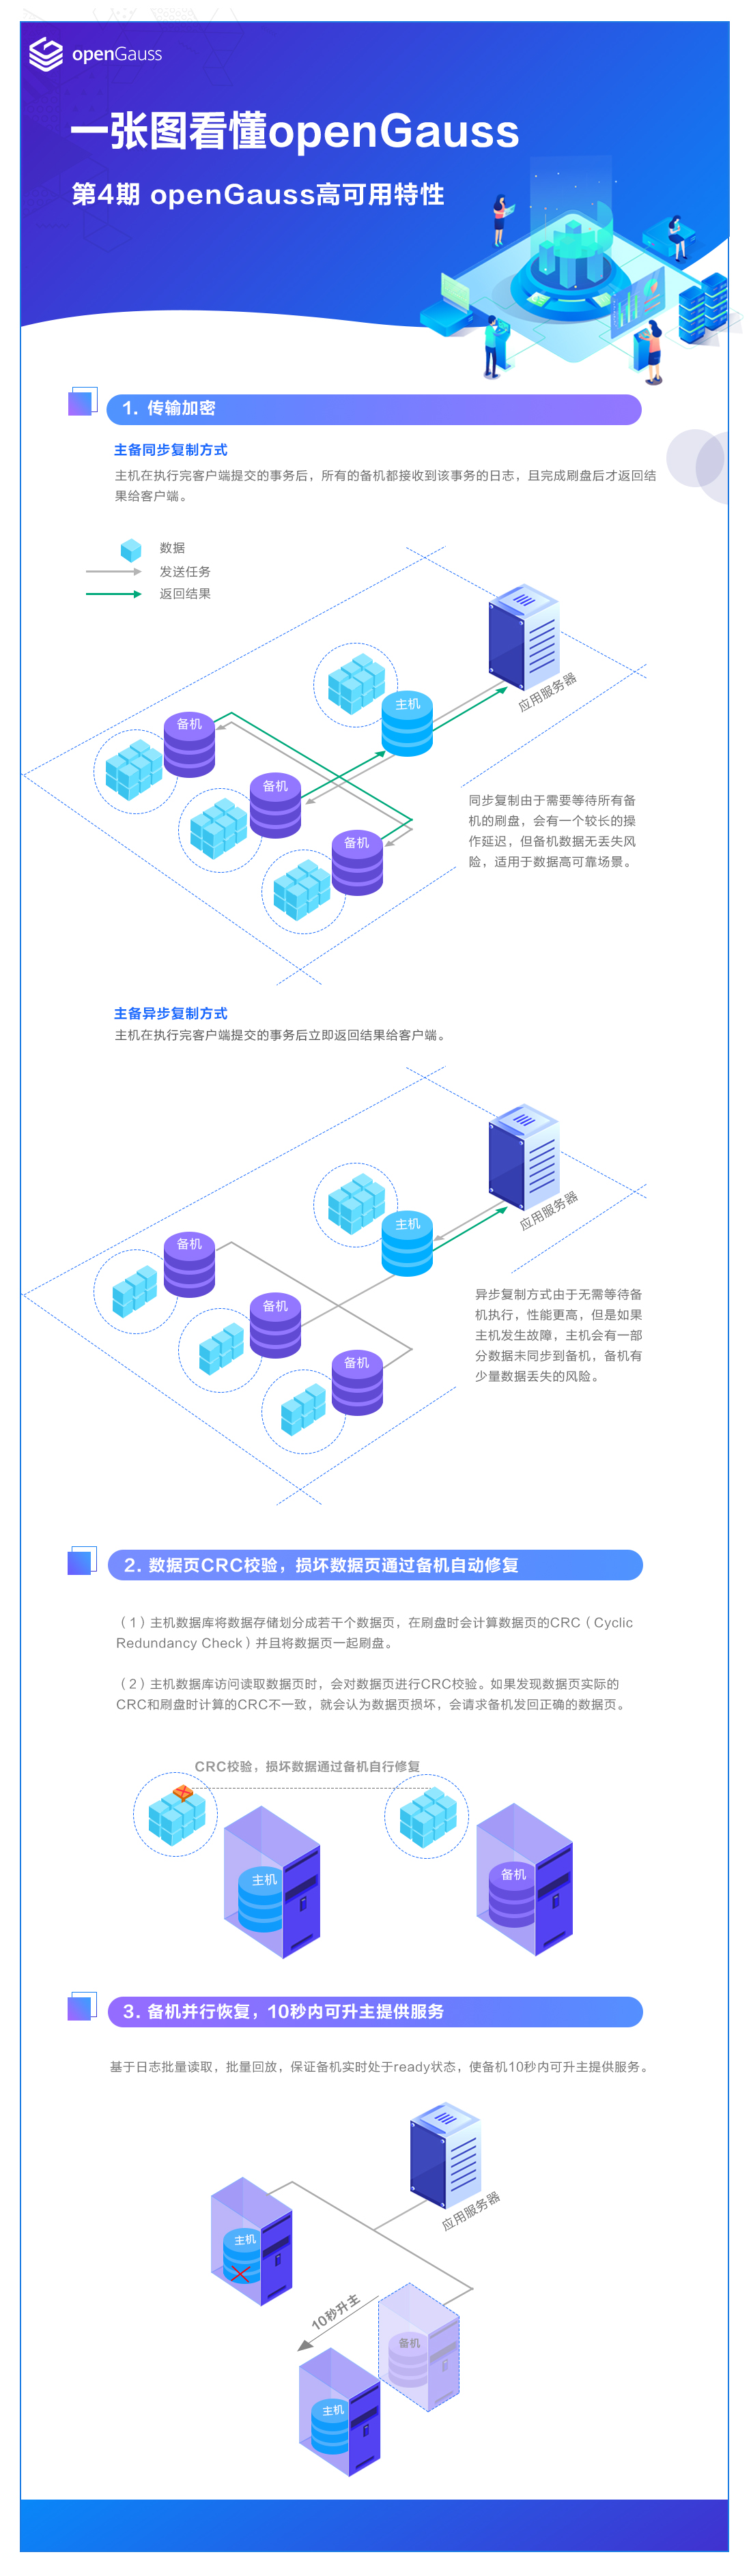 openGauss
一张图看懂openGauss
第4期 openGauss高可用特性
1. 传输加密
主备同步复制方式
主机在执行完客户端提交的事务后，所有的备机都接收到该事务的日志，且完成刷盘后才返回结
果给客户端。
数据
发送任务
返回结果
应用服务器
主机
备机
备机
备机
同步复制由于需要等待所有备
机的刷盘，会有一个较长的操
作延迟，但备机数据无丢失风
险，适用于数据高可靠场景。
主备异步复制方式
主机在执行完客户端提交的事务后立即返回结果给客户端。
应用服务器
主机
备机
备机
备机
异步复制方式由于无需等待备
机执行，性能更高，但是如果
主机发生故障，主机会有一部
分数据未同步到备机，备机有
少量数据丢失的风险。
2. 数据页CRC校验，损坏数据页通过备机自动修复
（1）主机数据库将数据存储划分成若干个数据页，在刷盘时会计算数据页的CRC（Cyclic
Redundancy Check）并且将数据页一起刷盘。
（2）主机数据库访问读取数据页时，会对数据页进行CRC校验。如果发现数据页实际的
CRC和刷盘时计算的CRC不一致，就会认为数据页损坏，会请求备机发回正确的数据页。
CRC校验，损坏数据通过备机自行修复
主机
备机
3. 备机并行恢复，10秒内可升主提供服务
基于日志批量读取，批量回放，保证备机实时处于ready状态，使备机10秒内可升主提供服务。
应用服务器
主机
10秒升主
备机
主机